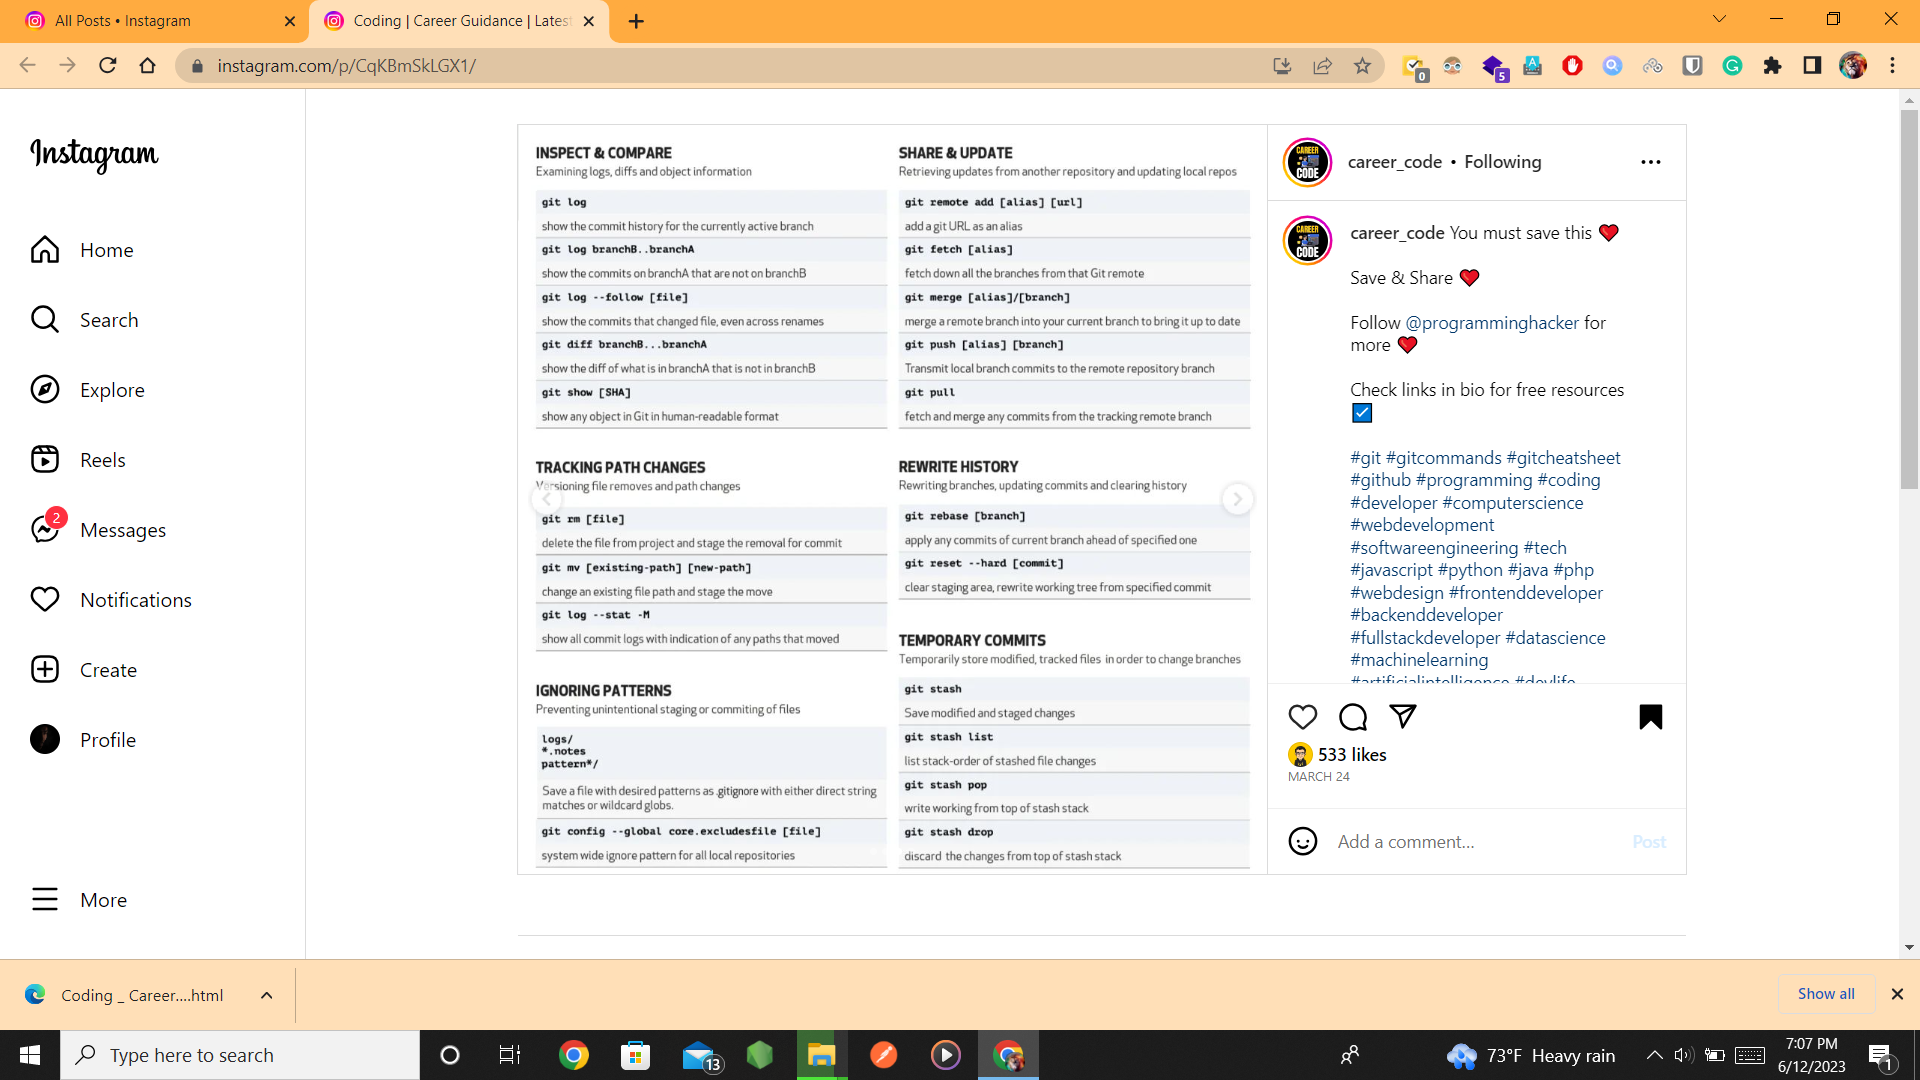 All Posts • Instagram
Coding | Career Guidance | Latest
instagram.com/p/CqKBmSkLGX1/
0
5
Instagram
Home
Search
Explore
Reels
2
Messages
Notifications
Create
Profile
More
INSPECT & COMPARE
Examining logs, diffs and object information
git log
show the commit history for the currently active branch
git log branchB..branchA
show the commits on branchA that are not on branchB
git log --follow [file]
show the commits that changed file, even across renames
git diff branchB...branchA
show the diff of what is in branchA that is not in branchB
git show [SHA]
show any object in Git in human-readable format
TRACKING PATH CHANGES
Versioning file removes and path changes
git rm [file]
delete the file from project and stage the removal for commit
git mv [existing-path] [new-path]
change an existing file path and stage the move
git log --stat -M
show all commit logs with indication of any paths that moved
IGNORING PATTERNS
Preventing unintentional staging or commiting of files
logs/
*.notes
pattern*/
Save a file with desired patterns as .gitignore with either direct string
matches or wildcard globs.
git config --global core.excludesfile [file]
system wide ignore pattern for all local repositories
SHARE & UPDATE
Retrieving updates from another repository and updating local repos
git remote add [alias] [url]
add a git URL as an alias
git fetch [alias]
fetch down all the branches from that Git remote
git merge [alias]/[branch]
merge a remote branch into your current branch to bring it up to date
git push [alias] [branch]
Transmit local branch commits to the remote repository branch
git pull
fetch and merge any commits from the tracking remote branch
REWRITE HISTORY
Rewriting branches, updating commits and clearing history
git rebase [branch]
apply any commits of current branch ahead of specified one
git reset --hard [commit]
clear staging area, rewrite working tree from specified commit
TEMPORARY COMMITS
Temporarily store modified, tracked files in order to change branches
git stash
Save modified and staged changes
git stash list
list stack-order of stashed file changes
git stash pop
write working from top of stash stack
git stash drop
discard the changes from top of stash stack
CAREER
CODE
career_code • Following
CAREER
CODE
career_code You must save this ❤️
Save & Share ❤️
Follow @programminghacker for
more ❤️
Check links in bio for free resources
☑️
#git #gitcommands #gitcheatsheet
#github #programming #coding
#developer #computerscience
#webdevelopment
#softwareengineering #tech
#javascript #python #java #php
#webdesign #frontenddeveloper
#backenddeveloper
#fullstackdeveloper #datascience
#machinelearning
#artificialintelligence #devlife
533 likes
MARCH 24
Add a comment...
Post
Coding _ Career....html
Show all
Type here to search
13
73°F Heavy rain
7:07 PM
6/12/2023
1